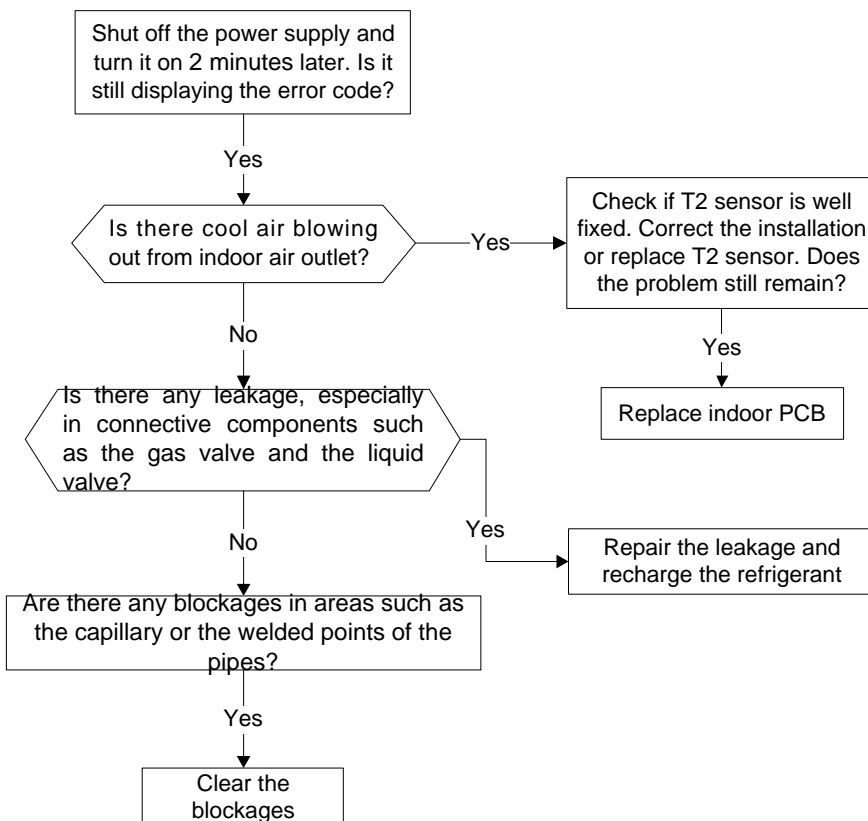 Shut off the power supply and
turn it on 2 minutes later. Is it
still displaying the error code?
Yes
Is there cool air blowing
out from indoor air outlet?
Yes
Check if T2 sensor is well
fixed. Correct the installation
or replace T2 sensor. Does
the problem still remain?
Yes
Replace indoor PCB
No
Is there any leakage, especially
in connective components such
as the gas valve and the liquid
valve?
Yes
Repair the leakage and
recharge the refrigerant
No
Are there any blockages in areas such as
the capillary or the welded points of the
pipes?
Yes
Clear the
blockages